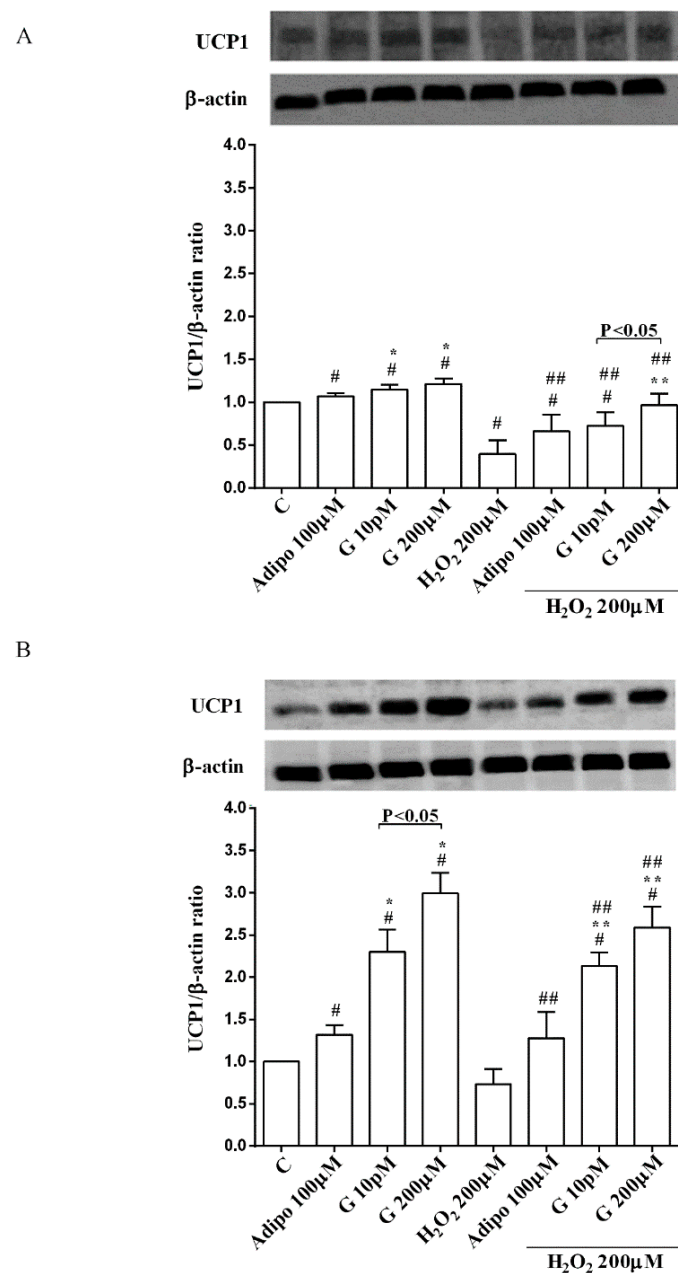 A
UCP1
β-actin
4.0
3.5
3.0
2.5
2.0
1.5
1.0
0.5
0.0
UCP1/β-actin ratio
P<0.05
* * ## ## ##
# # # # # # **
C
Adipo 100µM
G 10pM
G 200µM
H₂O₂ 200µM
Adipo 100µM
G 10pM
G 200µM
H₂O₂ 200µM
B
UCP1
β-actin
4.0
3.5
3.0
2.5
2.0
1.5
1.0
0.5
0.0
UCP1/β-actin ratio
P<0.05
#
*
#
*
#
##
##
**
#
##
**
#
C
Adipo 100µM
G 10pM
G 200µM
H₂O₂ 200µM
Adipo 100µM
G 10pM
G 200µM
H₂O₂ 200µM